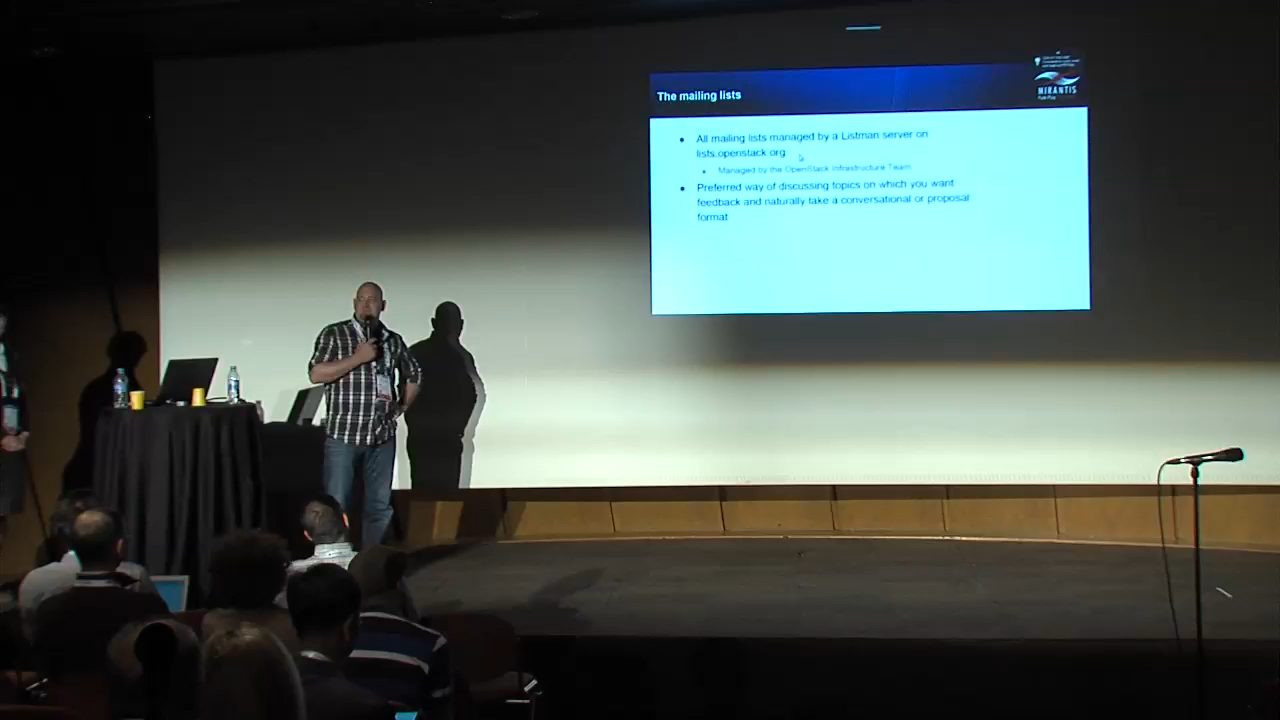 The mailing lists
MIRANTIS
All mailing lists managed by a Listman server on
lists.openstack.org
Managed by the OpenStack Infrastructure Team
Preferred way of discussing topics on which you want
feedback and naturally take a conversational or proposal
format